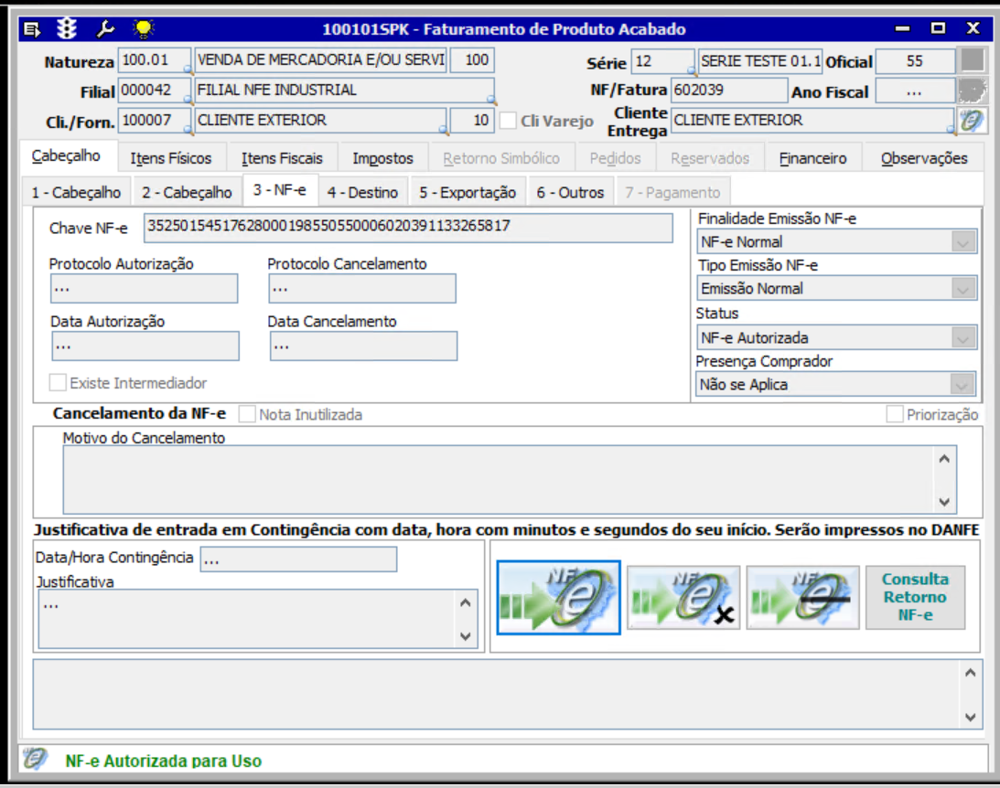 100101SPK - Faturamento de Produto Acabado
Natureza 100.01 VENDA DE MERCADORIA E/OU SERVI 100 Série 12 SERIE TESTE 01.1 Oficial 55
Filial 000042 FILIAL NFE INDUSTRIAL NF/Fatura 602039 Ano Fiscal ...
Cli./Forn. 100007 CLIENTE EXTERIOR 10 Cli Varejo Cliente Entrega CLIENTE EXTERIOR
Cabeçalho Itens Físicos Itens Fiscais Impostos Retorno Simbólico Pedidos Reservados Financeiro Observações
1 - Cabeçalho 2 - Cabeçalho 3 - NF-e 4 - Destino 5 - Exportação 6 - Outros 7 - Pagamento
Chave NF-e 35250154517628000198550550006020391133265817
Finalidade Emissão NF-e
NF-e Normal
Protocolo Autorização Protocolo Cancelamento
... ...
Tipo Emissão NF-e
Emissão Normal
Data Autorização Data Cancelamento
... ...
Status
NF-e Autorizada
Presença Comprador
Não se Aplica
Existe Intermediador
Cancelamento da NF-e Nota Inutilizada Priorização
Motivo do Cancelamento
Justificativa de entrada em Contingência com data, hora com minutos e segundos do seu início. Serão impressos no DANFE
Data/Hora Contingência ...
Justificativa
...
NF e NF e x NF e
Consulta
Retorno
NF-e
NF-e Autorizada para Uso